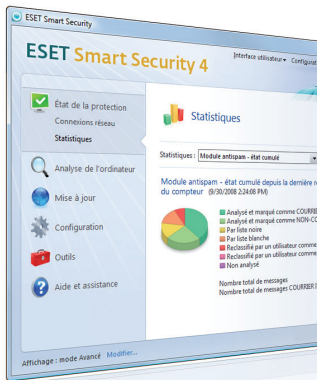 ESET Smart Security
ESET Smart Security 4
Interface utilisateur
État de la protection
Connexions réseau
Statistiques
Analyse de l'ordinateur
Mise à jour
Configuration
Outils
Aide et assistance
Affichage : mode Avancé Modifier...
Statistiques
Statistiques : Module antispam - état cumulé
Module antispam - état cumulé depuis la dernière
du compteur (9/30/2008 2:24:08 PM)
Analysé et marqué comme
Analysé et marqué comme
Par liste noire
Par liste blanche
Reclassifié par un utilisateur comme
Reclassifié par un utilisateur comme
Non analysé
Nombre total de messages
Nombre total de messages COURRIER